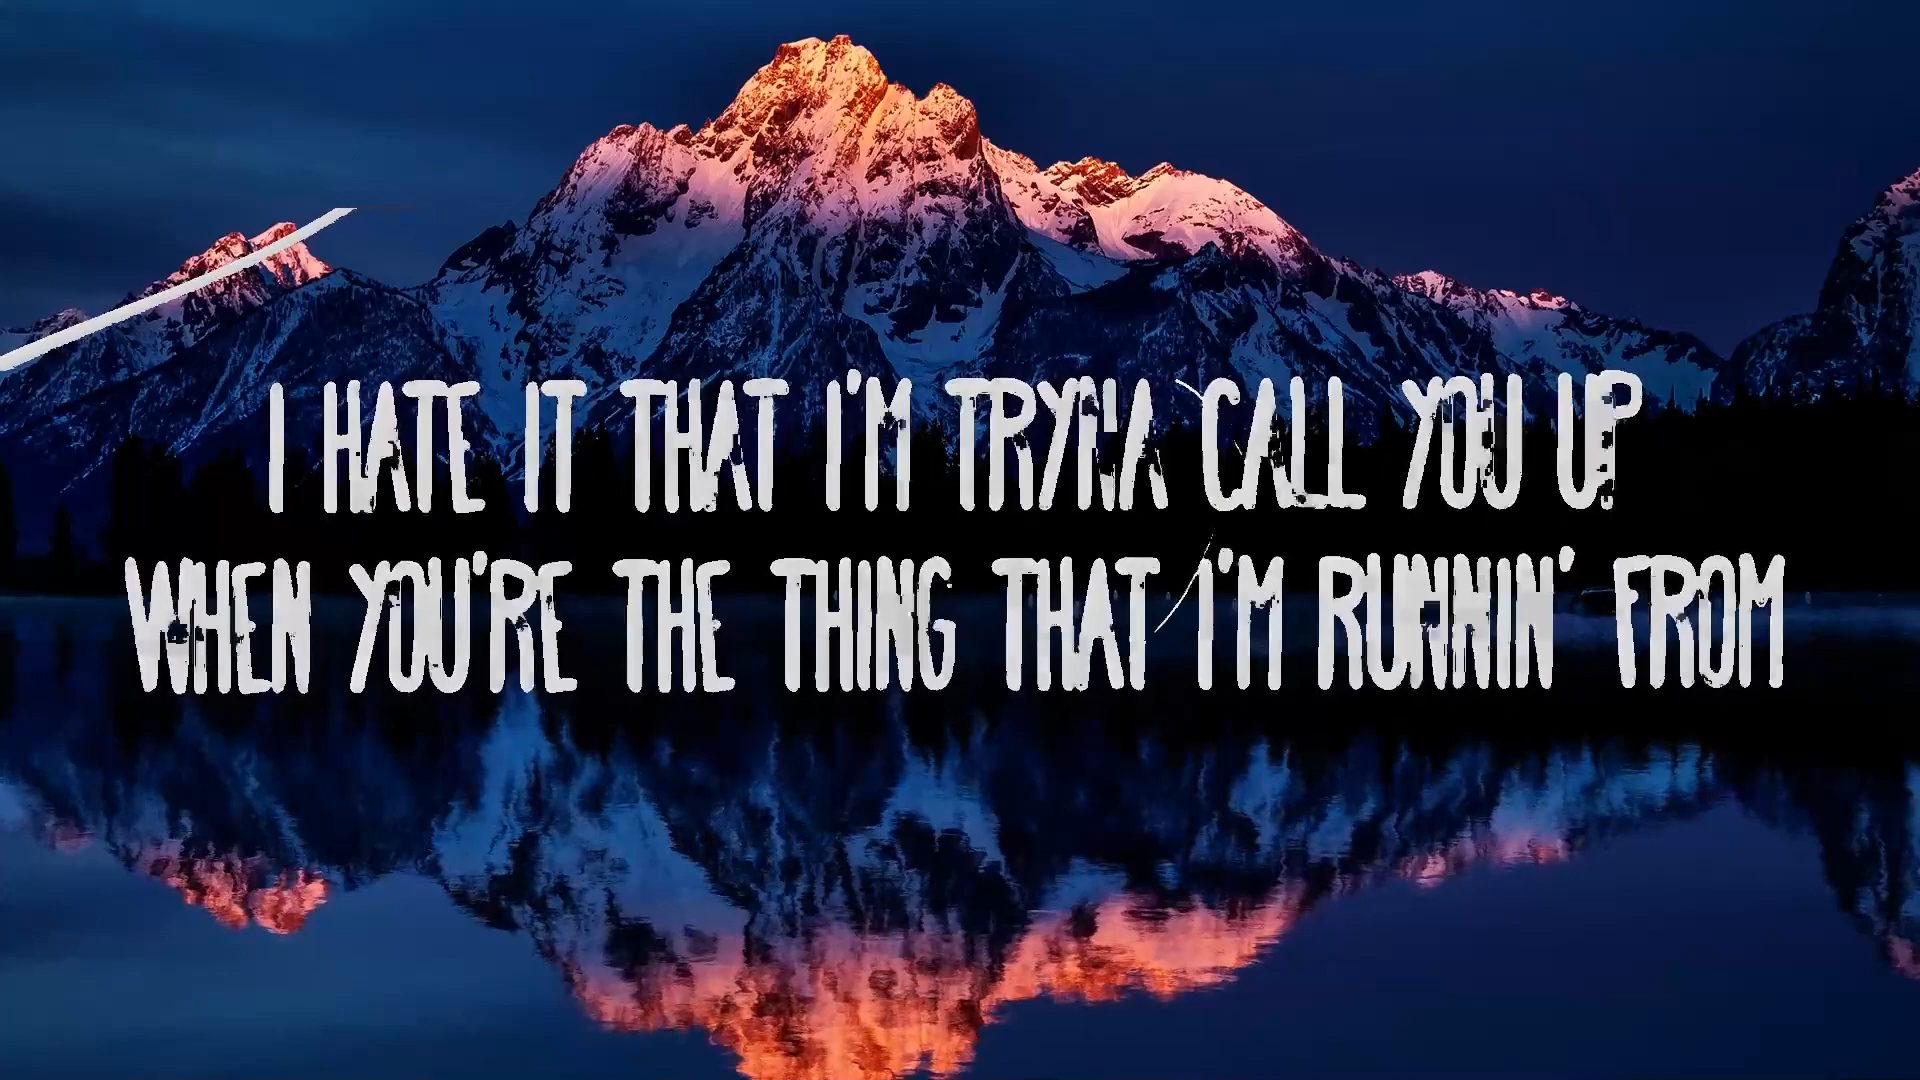 I HATE IT THAT I'M TRYNA CALL YOU UP
WHEN YOU'RE THE THING THAT I'M RUNNIN' FROM